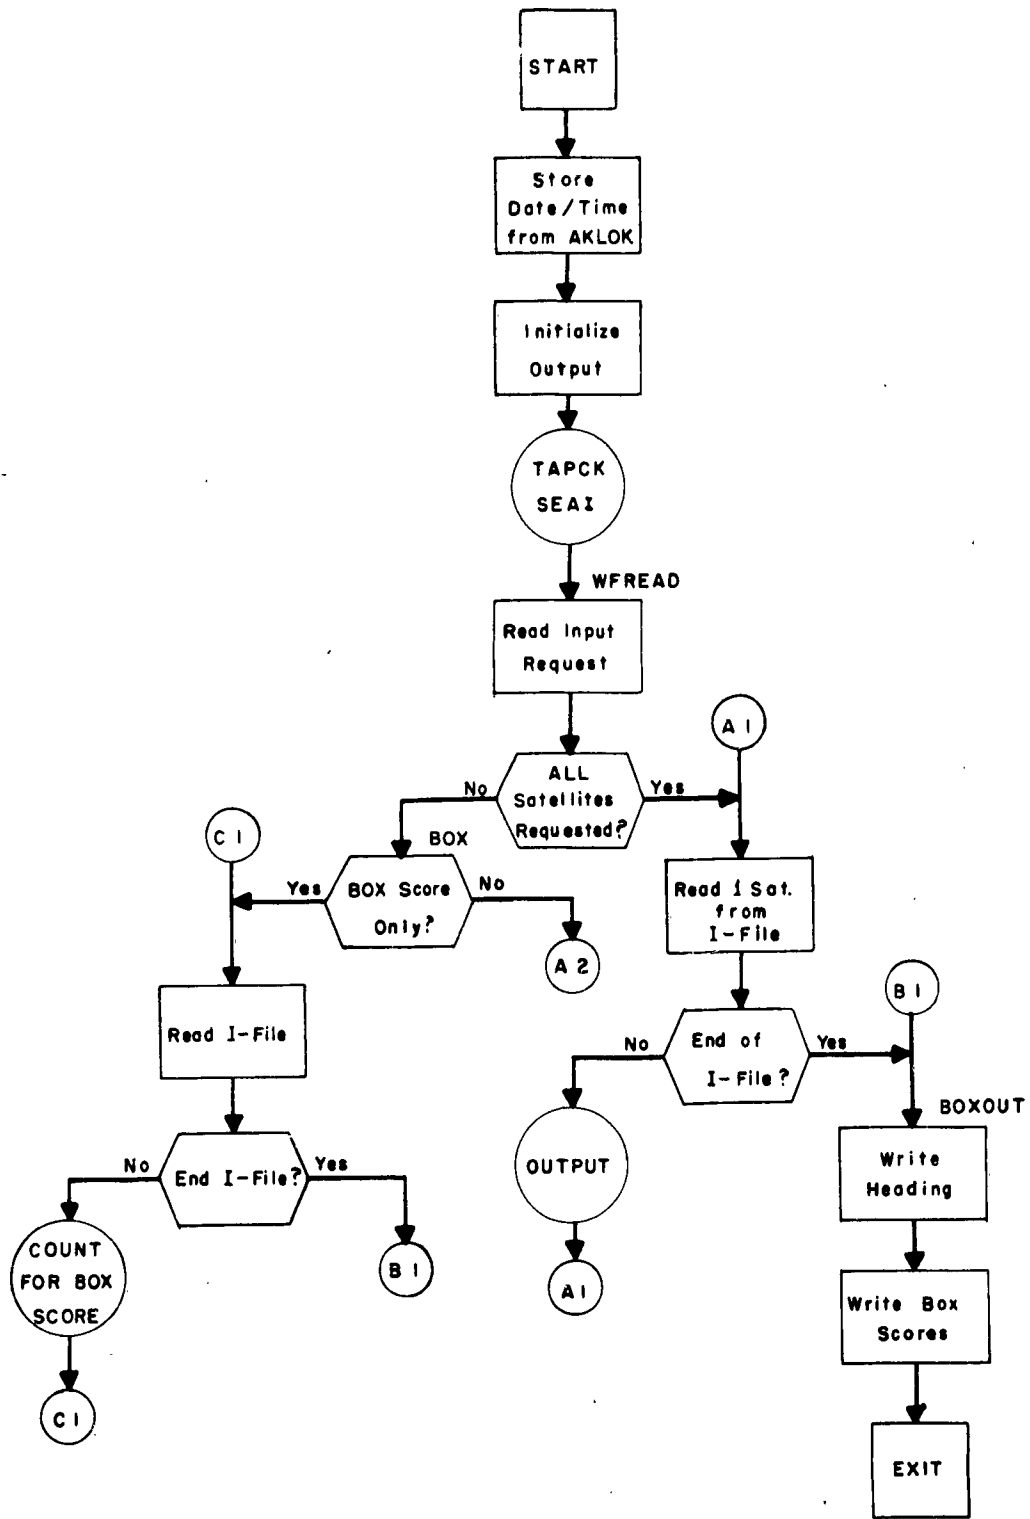 START
Store
Date/Time
from AKLOK
Initialize
Output
TAPCK
SEAI
WFREAD
Read Input
Request
A1
ALL
Satellites
Requested?
No
Yes
C1
BOX
BOX Score
Only?
Yes
No
A2
Read 1 Sat.
from
I-File
B1
Read I-File
End of
I-File?
No
Yes
BOXOUT
End I-File?
No
Yes
OUTPUT
Write
Heading
COUNT
FOR BOX
SCORE
B1
A1
Write Box
Scores
C1
EXIT